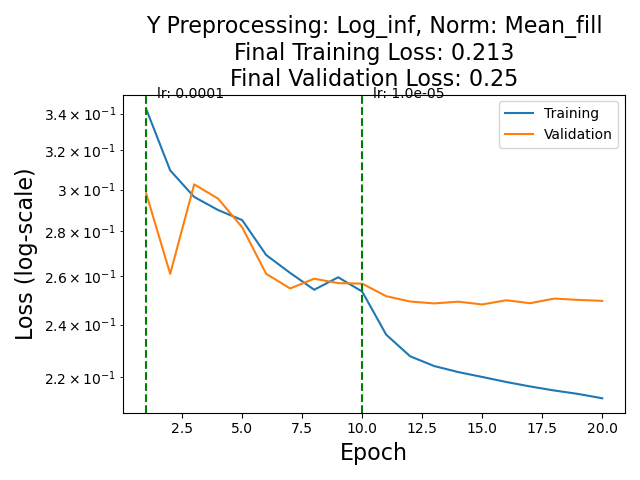 Y Preprocessing: Log_inf, Norm: Mean_fill
Final Training Loss: 0.213
Final Validation Loss: 0.25
lr: 0.0001
lr: 1.0e-05
Training
Validation
3.4 × 10⁻¹
3.2 × 10⁻¹
3 × 10⁻¹
2.8 × 10⁻¹
2.6 × 10⁻¹
2.4 × 10⁻¹
2.2 × 10⁻¹
Loss (log-scale)
2.5 5.0 7.5 10.0 12.5 15.0 17.5 20.0
Epoch